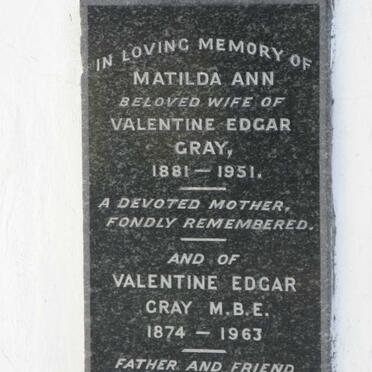 IN LOVING MEMORY OF
MATILDA ANN
BELOVED WIFE OF
VALENTINE EDGAR
GRAY,
1881 — 1951.
A DEVOTED MOTHER,
FONDLY REMEMBERED.
AND OF
VALENTINE EDGAR
GRAY M.B.E.
1874 — 1963
FATHER AND FRIEND